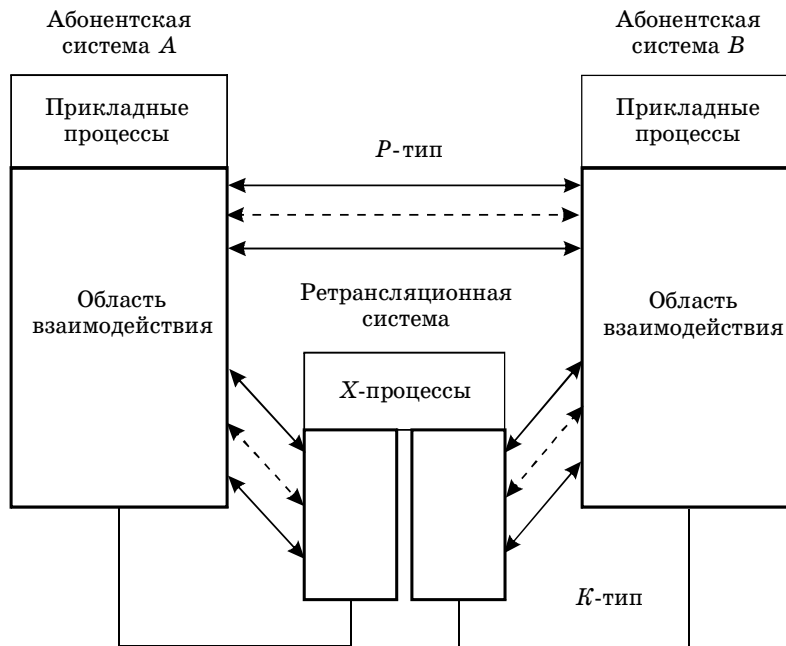 Абонентская
система A
Абонентская
система B
Прикладные
процессы
Прикладные
процессы
P-тип
Область
взаимодействия
Ретрансляционная
система
Область
взаимодействия
X-процессы
К-тип